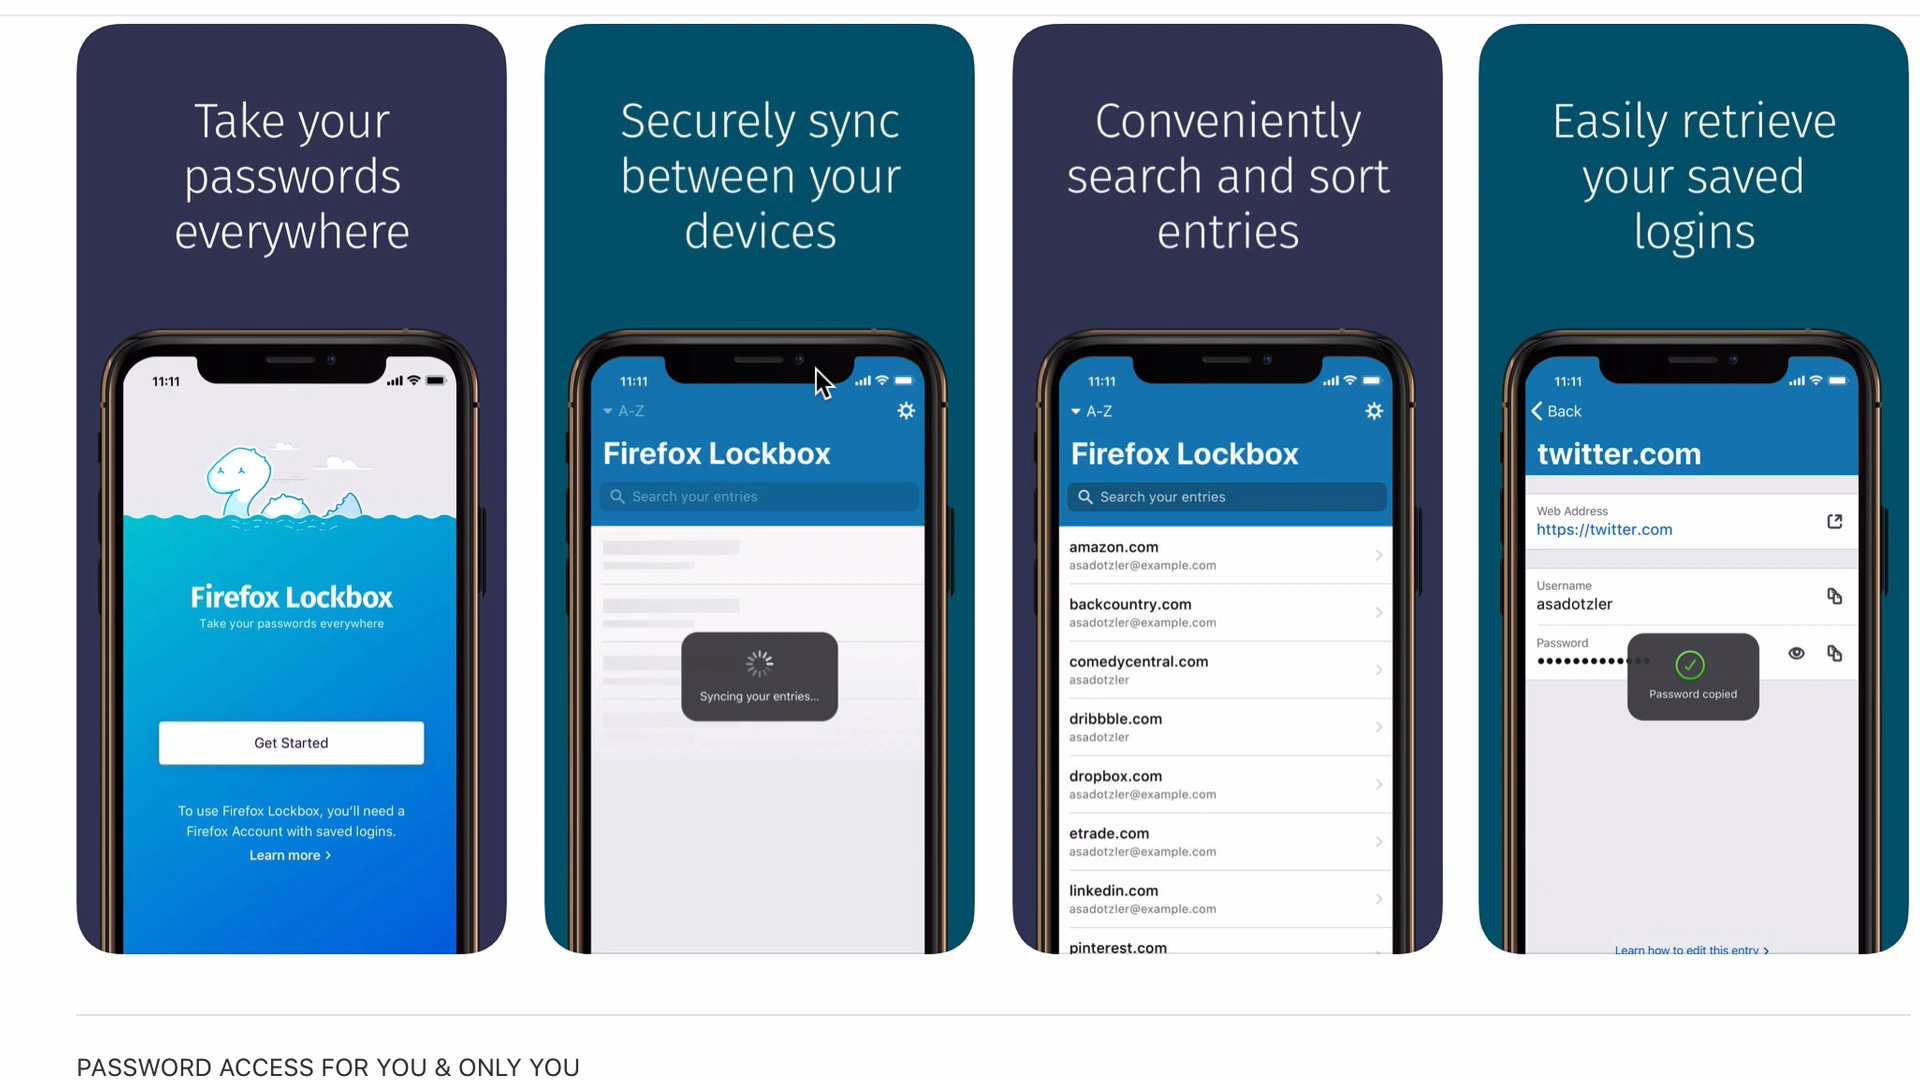 Take your
passwords
everywhere
11:11
Firefox Lockbox
Take your passwords everywhere
Get Started
To use Firefox Lockbox, you'll need a
Firefox Account with saved logins.
Learn more >
Securely sync
between your
devices
11:11
A-Z
Firefox Lockbox
Search your entries
Syncing your entries...
Conveniently
search and sort
entries
11:11
A-Z
Firefox Lockbox
Search your entries
amazon.com
asadotzler@example.com
backcountry.com
asadotzler@example.com
comedycentral.com
asadotzler
dribbble.com
asadotzler
dropbox.com
asadotzler@example.com
etrade.com
asadotzler@example.com
linkedin.com
asadotzler@example.com
pinterest.com
Easily retrieve
your saved
logins
11:11
Back
twitter.com
Web Address
https://twitter.com
Username
asadotzler
Password
Password copied
Learn how to edit this entry >
PASSWORD ACCESS FOR YOU & ONLY YOU